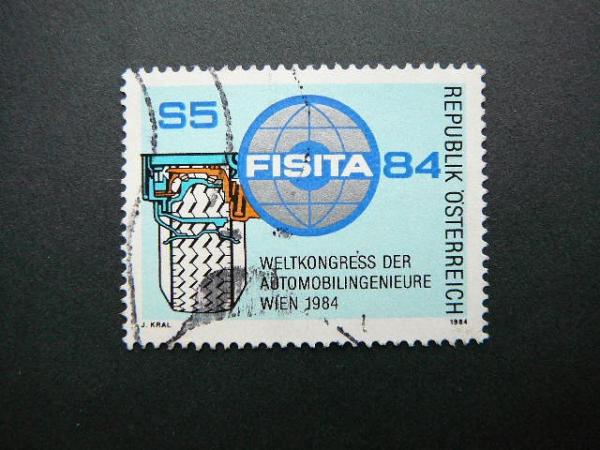 S5
FISITA 84
REPUBLIK ÖSTERREICH
WELTKONGRESS DER
AUTOMOBILINGENIEURE
WIEN 1984
J. KRAL
1984